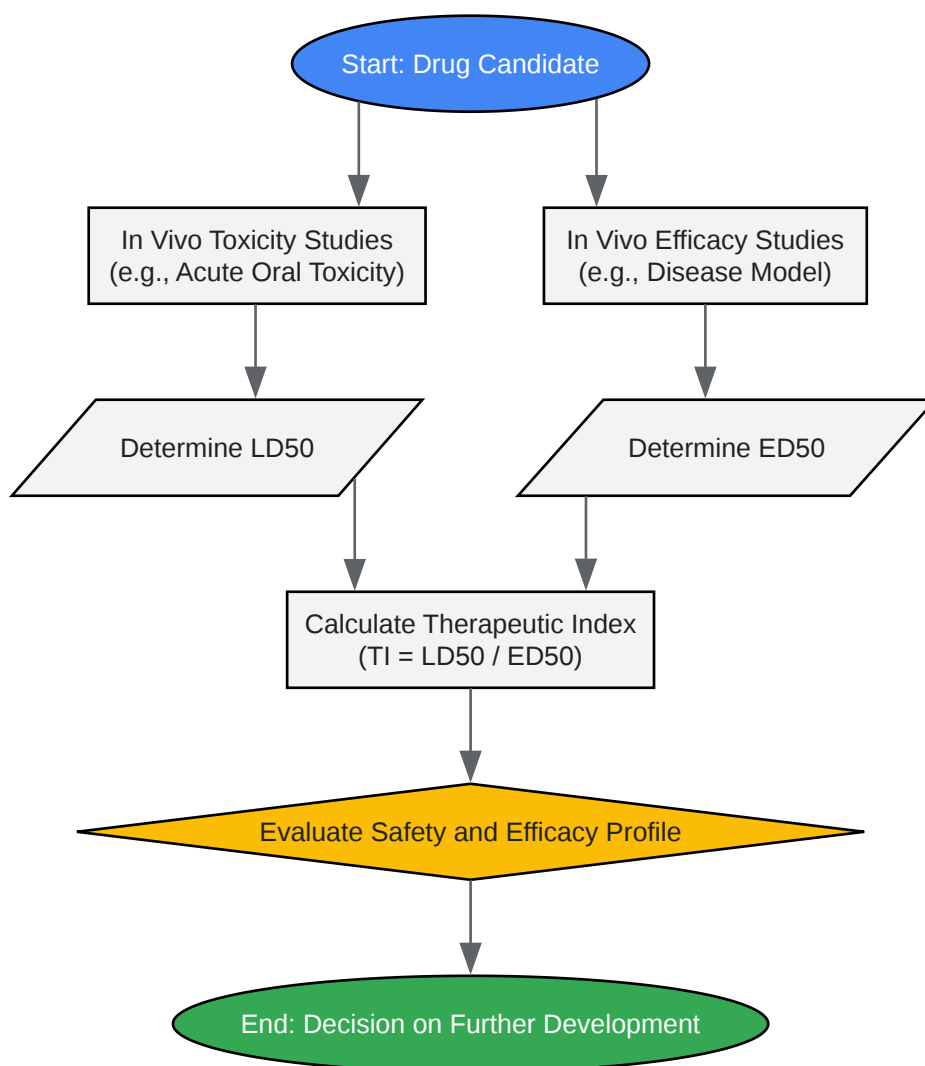 Start: Drug Candidate
In Vivo Toxicity Studies
(e.g., Acute Oral Toxicity)
In Vivo Efficacy Studies
(e.g., Disease Model)
Determine LD50
Determine ED50
Calculate Therapeutic Index
(TI = LD50 / ED50)
Evaluate Safety and Efficacy Profile
End: Decision on Further Development